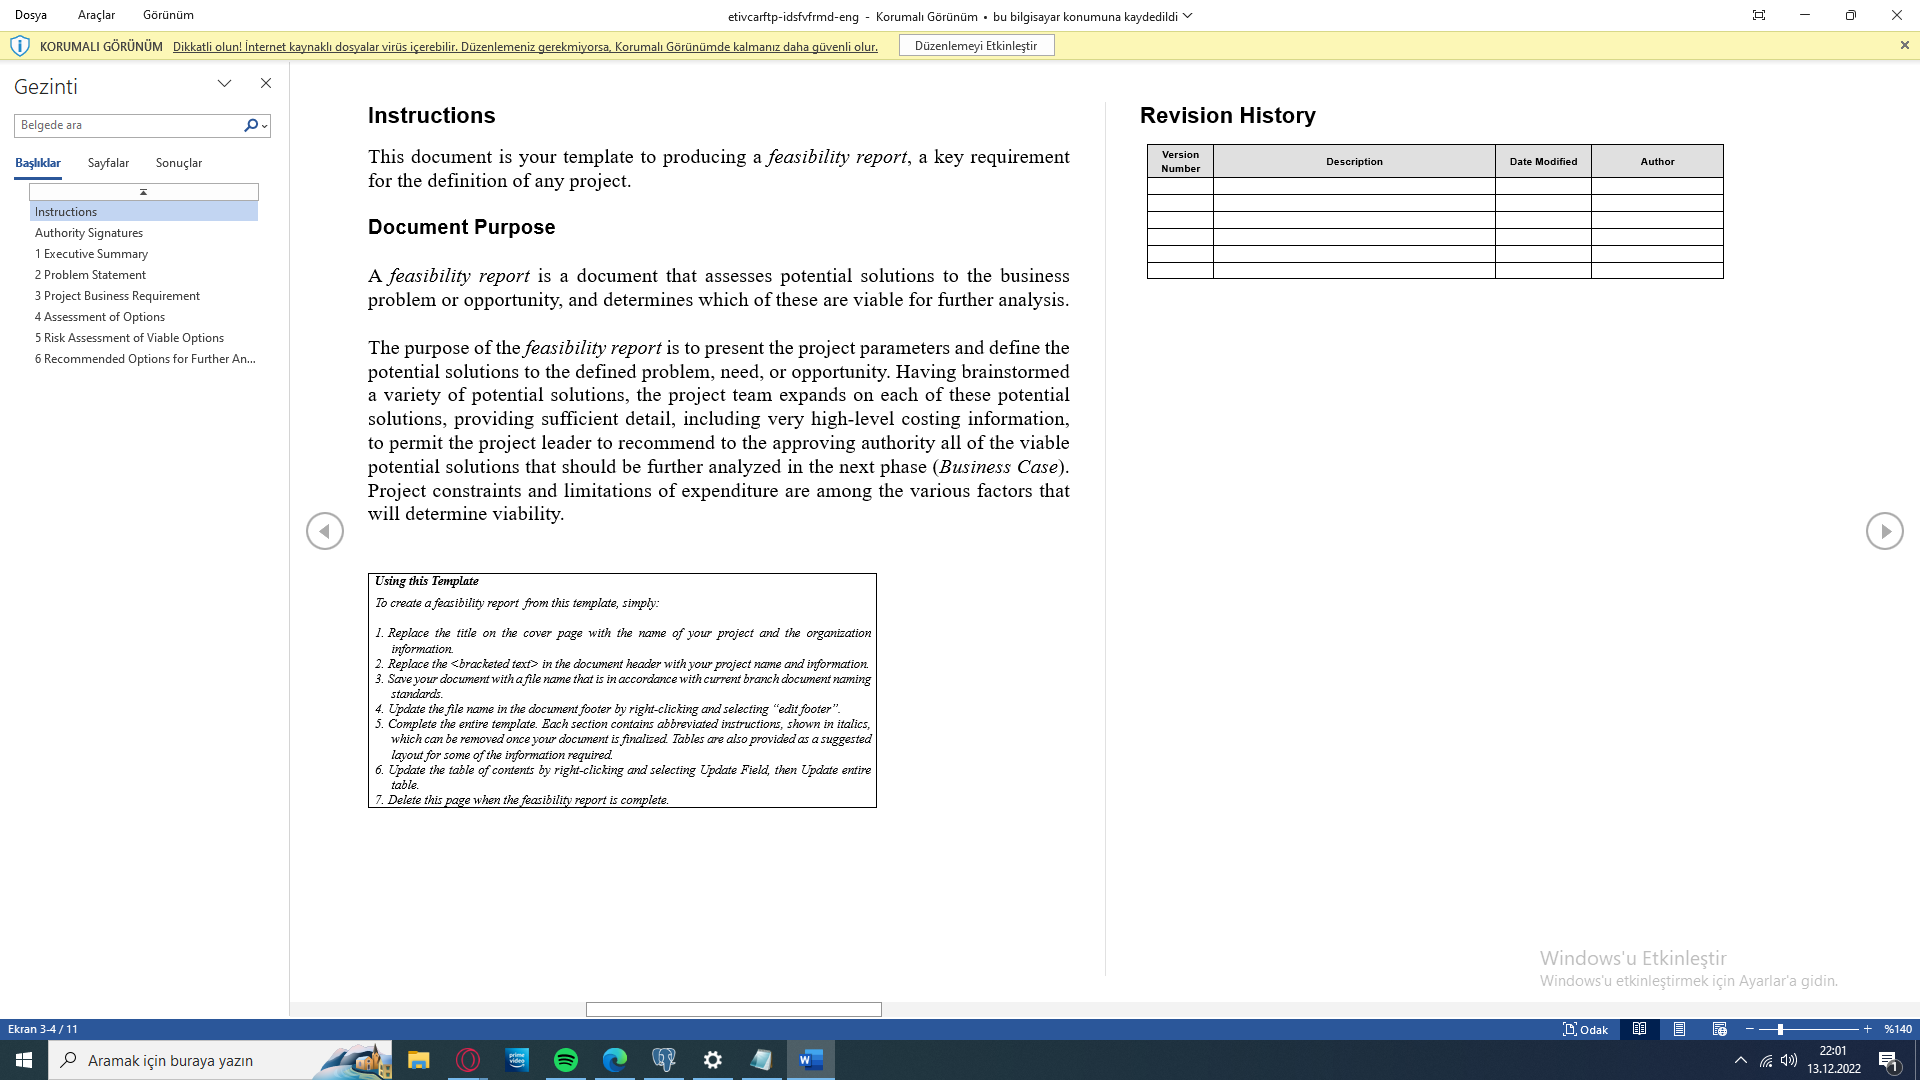 Dosya Araçlar Görünüm
etivcarftp-idsfvfrmd-eng - Korumalı Görünüm • bu bilgisayar konumuna kaydedildi
KORUMALI GÖRÜNÜM Dikkatli olun! İnternet kaynaklı dosyalar virüs içerebilir. Düzenlemeniz gerekmiyorsa, Korumalı Görünümde kalmanız daha güvenli olur. Düzenlemeyi Etkinleştir
Gezinti
Belgede ara
Başlıklar Sayfalar Sonuçlar
Instructions
Authority Signatures
1 Executive Summary
2 Problem Statement
3 Project Business Requirement
4 Assessment of Options
5 Risk Assessment of Viable Options
6 Recommended Options for Further An...
Instructions
This document is your template to producing a feasibility report, a key requirement
for the definition of any project.
Document Purpose
A feasibility report is a document that assesses potential solutions to the business
problem or opportunity, and determines which of these are viable for further analysis.
The purpose of the feasibility report is to present the project parameters and define the
potential solutions to the defined problem, need, or opportunity. Having brainstormed
a variety of potential solutions, the project team expands on each of these potential
solutions, providing sufficient detail, including very high-level costing information,
to permit the project leader to recommend to the approving authority all of the viable
potential solutions that should be further analyzed in the next phase (Business Case).
Project constraints and limitations of expenditure are among the various factors that
will determine viability.
Using this Template
To create a feasibility report from this template, simply:
1. Replace the title on the cover page with the name of your project and the organization
information.
2. Replace the <bracketed text> in the document header with your project name and information.
3. Save your document with a file name that is in accordance with current branch document naming
standards.
4. Update the file name in the document footer by right-clicking and selecting “edit footer”.
5. Complete the entire template. Each section contains abbreviated instructions, shown in italics,
which can be removed once your document is finalized. Tables are also provided as a suggested
layout for some of the information required.
6. Update the table of contents by right-clicking and selecting Update Field, then Update entire
table.
7. Delete this page when the feasibility report is complete.
Revision History
Version
Number
Description
Date Modified
Author
Windows'u Etkinleştir
Windows'u etkinleştirmek için Ayarlar'a gidin.
Ekran 3-4 / 11
Odak
%140
Aramak için buraya yazın
prime video
22:01
13.12.2022
1